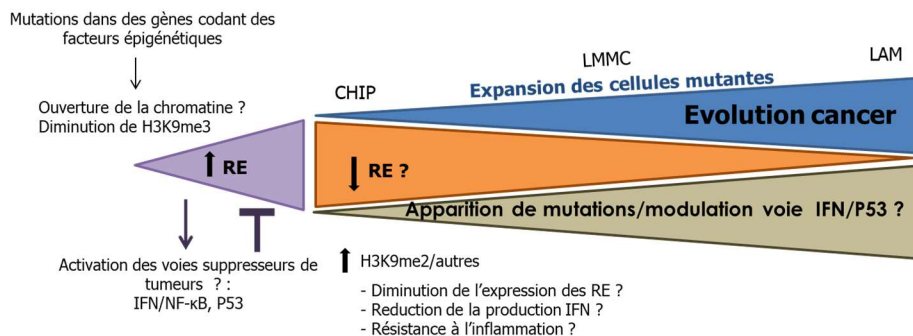 Mutations dans des gènes codant des
facteurs épigénétiques
Ouverture de la chromatine ?
Diminution de H3K9me3
RE
Activation des voies suppresseurs de
tumeurs ? :
IFN/NF-κB, P53
CHIP
LMMC
LAM
Expansion des cellules mutantes
Evolution cancer
RE ?
Apparition de mutations/modulation voie IFN/P53 ?
H3K9me2/autres
- Diminution de l'expression des RE ?
- Reduction de la production IFN ?
- Résistance à l'inflammation ?